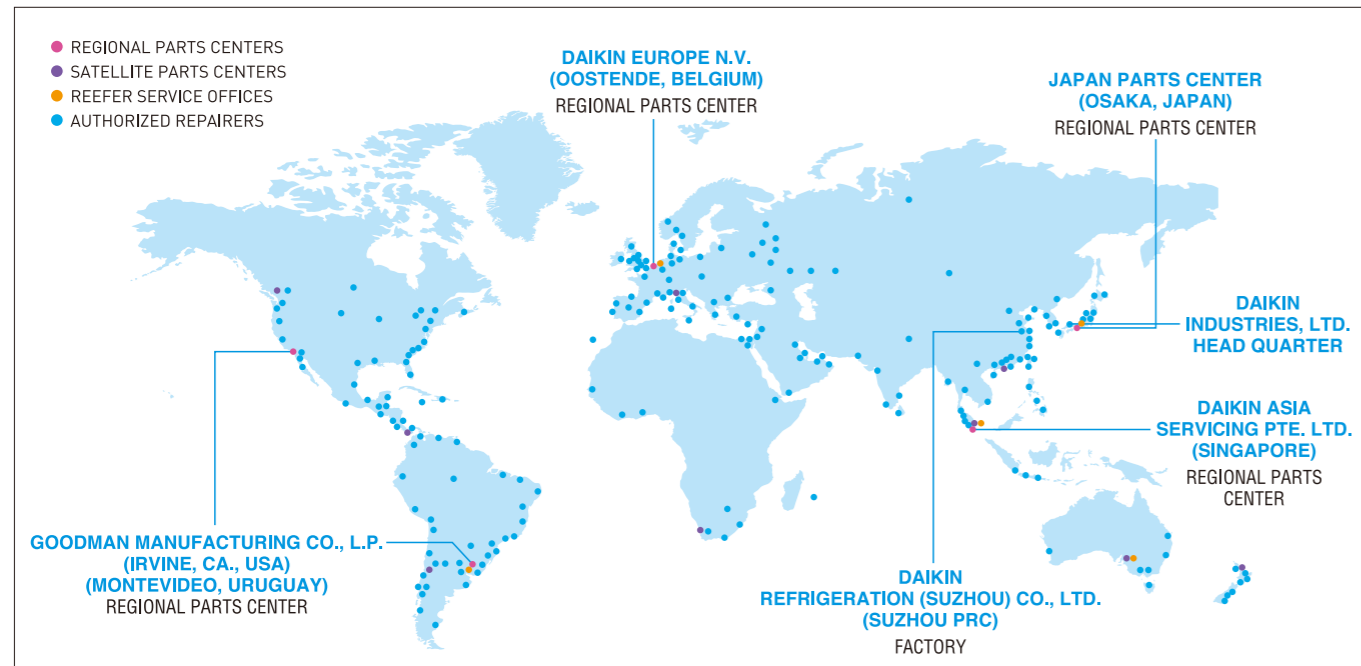 REGIONAL PARTS CENTERS
SATELLITE PARTS CENTERS
REEFER SERVICE OFFICES
AUTHORIZED REPAIRERS
DAIKIN EUROPE N.V.
(OOSTENDE, BELGIUM)
REGIONAL PARTS CENTER
JAPAN PARTS CENTER
(OSAKA, JAPAN)
REGIONAL PARTS CENTER
DAIKIN
INDUSTRIES, LTD.
HEAD QUARTER
DAIKIN ASIA
SERVICING PTE. LTD.
(SINGAPORE)
REGIONAL PARTS
CENTER
GOODMAN MANUFACTURING CO., L.P.
(IRVINE, CA., USA)
(MONTEVIDEO, URUGUAY)
REGIONAL PARTS CENTER
DAIKIN
REFRIGERATION (SUZHOU) CO., LTD.
(SUZHOU PRC)
FACTORY